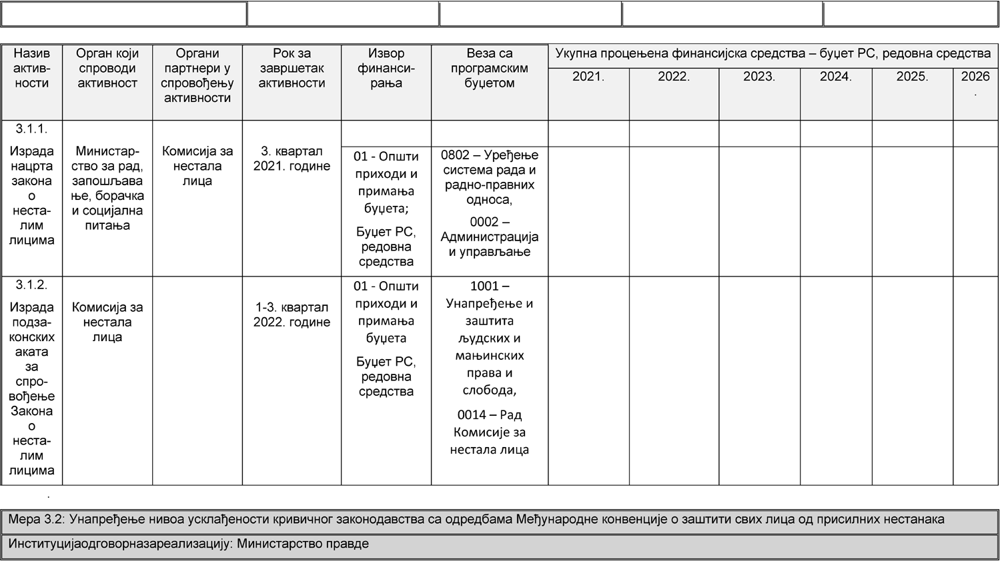 Назив
актив-
ности
Орган који
спроводи
активност
Органи
партнери у
спровођењу
активности
Рок за
завршетак
активности
Извор
финанси-
рања
Веза са
програмским
буџетом
Укупна процењена финансијска средства – буџет РС, редовна средства
2021.
2022.
2023.
2024.
2025.
2026
.
3.1.1.
Израда
нацрта
закона
о
неста-
лим
лицима
Министар-
ство за рад,
запошљава
ње, борачка
и социјална
питања
Комисија за
нестала
лица
3. квартал
2021. године
01 - Општи
приходи и
примања
буџета;
Буџет РС,
редовна
средства
0802 – Уређење
система рада и
радно-правних
односа,
0002 –
Администрација
и управљање
3.1.2.
Израда
подза-
конских
аката
за
спро-
вођење
Закона
о
неста-
лим
лицима
Комисија за
нестала
лица
1-3. квартал
2022. године
01 - Општи
приходи и
примања
буџета
Буџет РС,
редовна
средства
1001 –
Унапређење и
заштита
људских и
мањинских
права и
слобода,
0014 – Рад
Комисије за
нестала лица
.
Мера 3.2: Унапређење нивоа усклађености кривичног законодавства са одредбама Међународне конвенције о заштити свих лица од присилних нестанака
Институцијаодговорназареализацију: Министарство правде